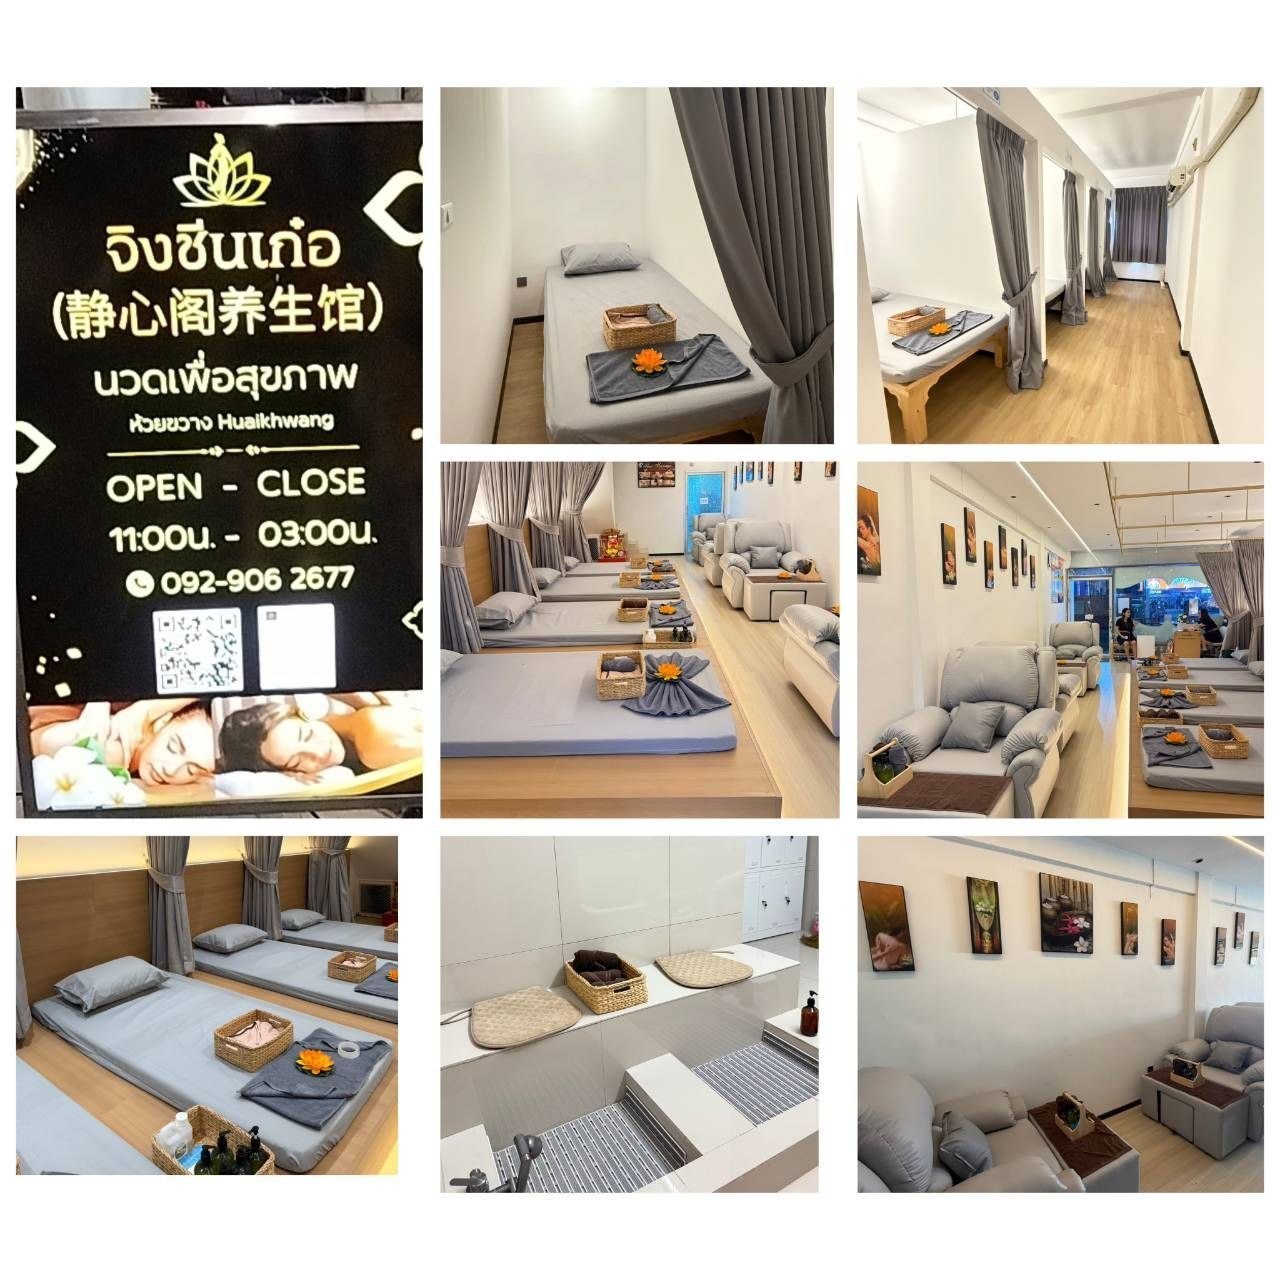 จิงชีนเก๋อ
(静心阁养生馆)
นวดเพื่อสุขภาพ
ห้วยขวาง Huaikhwang
OPEN - CLOSE
11:00น. - 03:00น.
092-906 2677